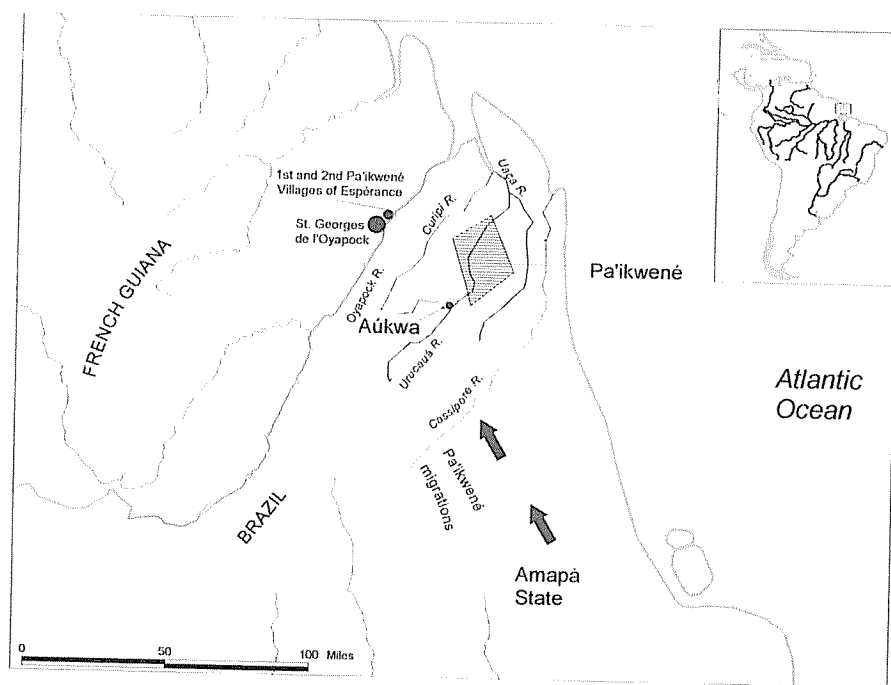 1st and 2nd Pa'ikwené
Villages of Espérance
St. Georges
de l'Oyapock
Curipi R.
Uaça R.
Oyapock R.
FRENCH GUIANA
Pa'ikwené
Aúkwa
Urucauá R.
Cassipore R.
Atlantic
Ocean
Pa'ikwené
migrations
BRAZIL
Amapá
State
0
50
100 Miles